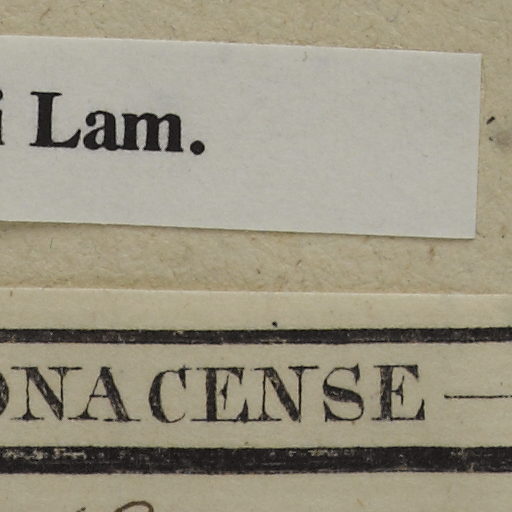 i Lam.
ONACENSE —